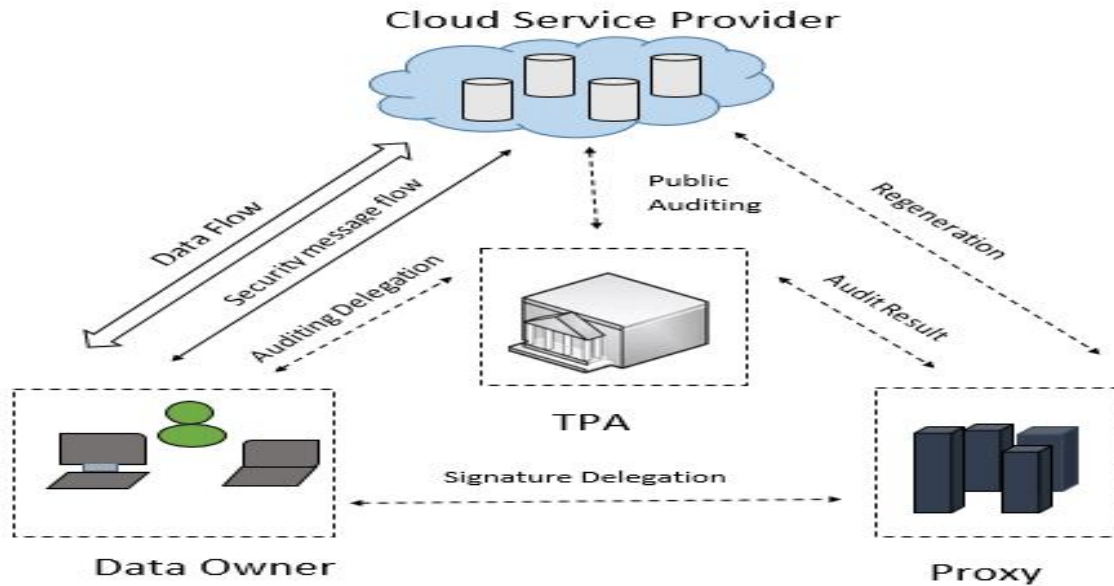 Cloud Service Provider
Data Flow
Security message flow
Auditing Delegation
Public
Auditing
Regeneration
Audit Result
TPA
Signature Delegation
Data Owner
Proxy